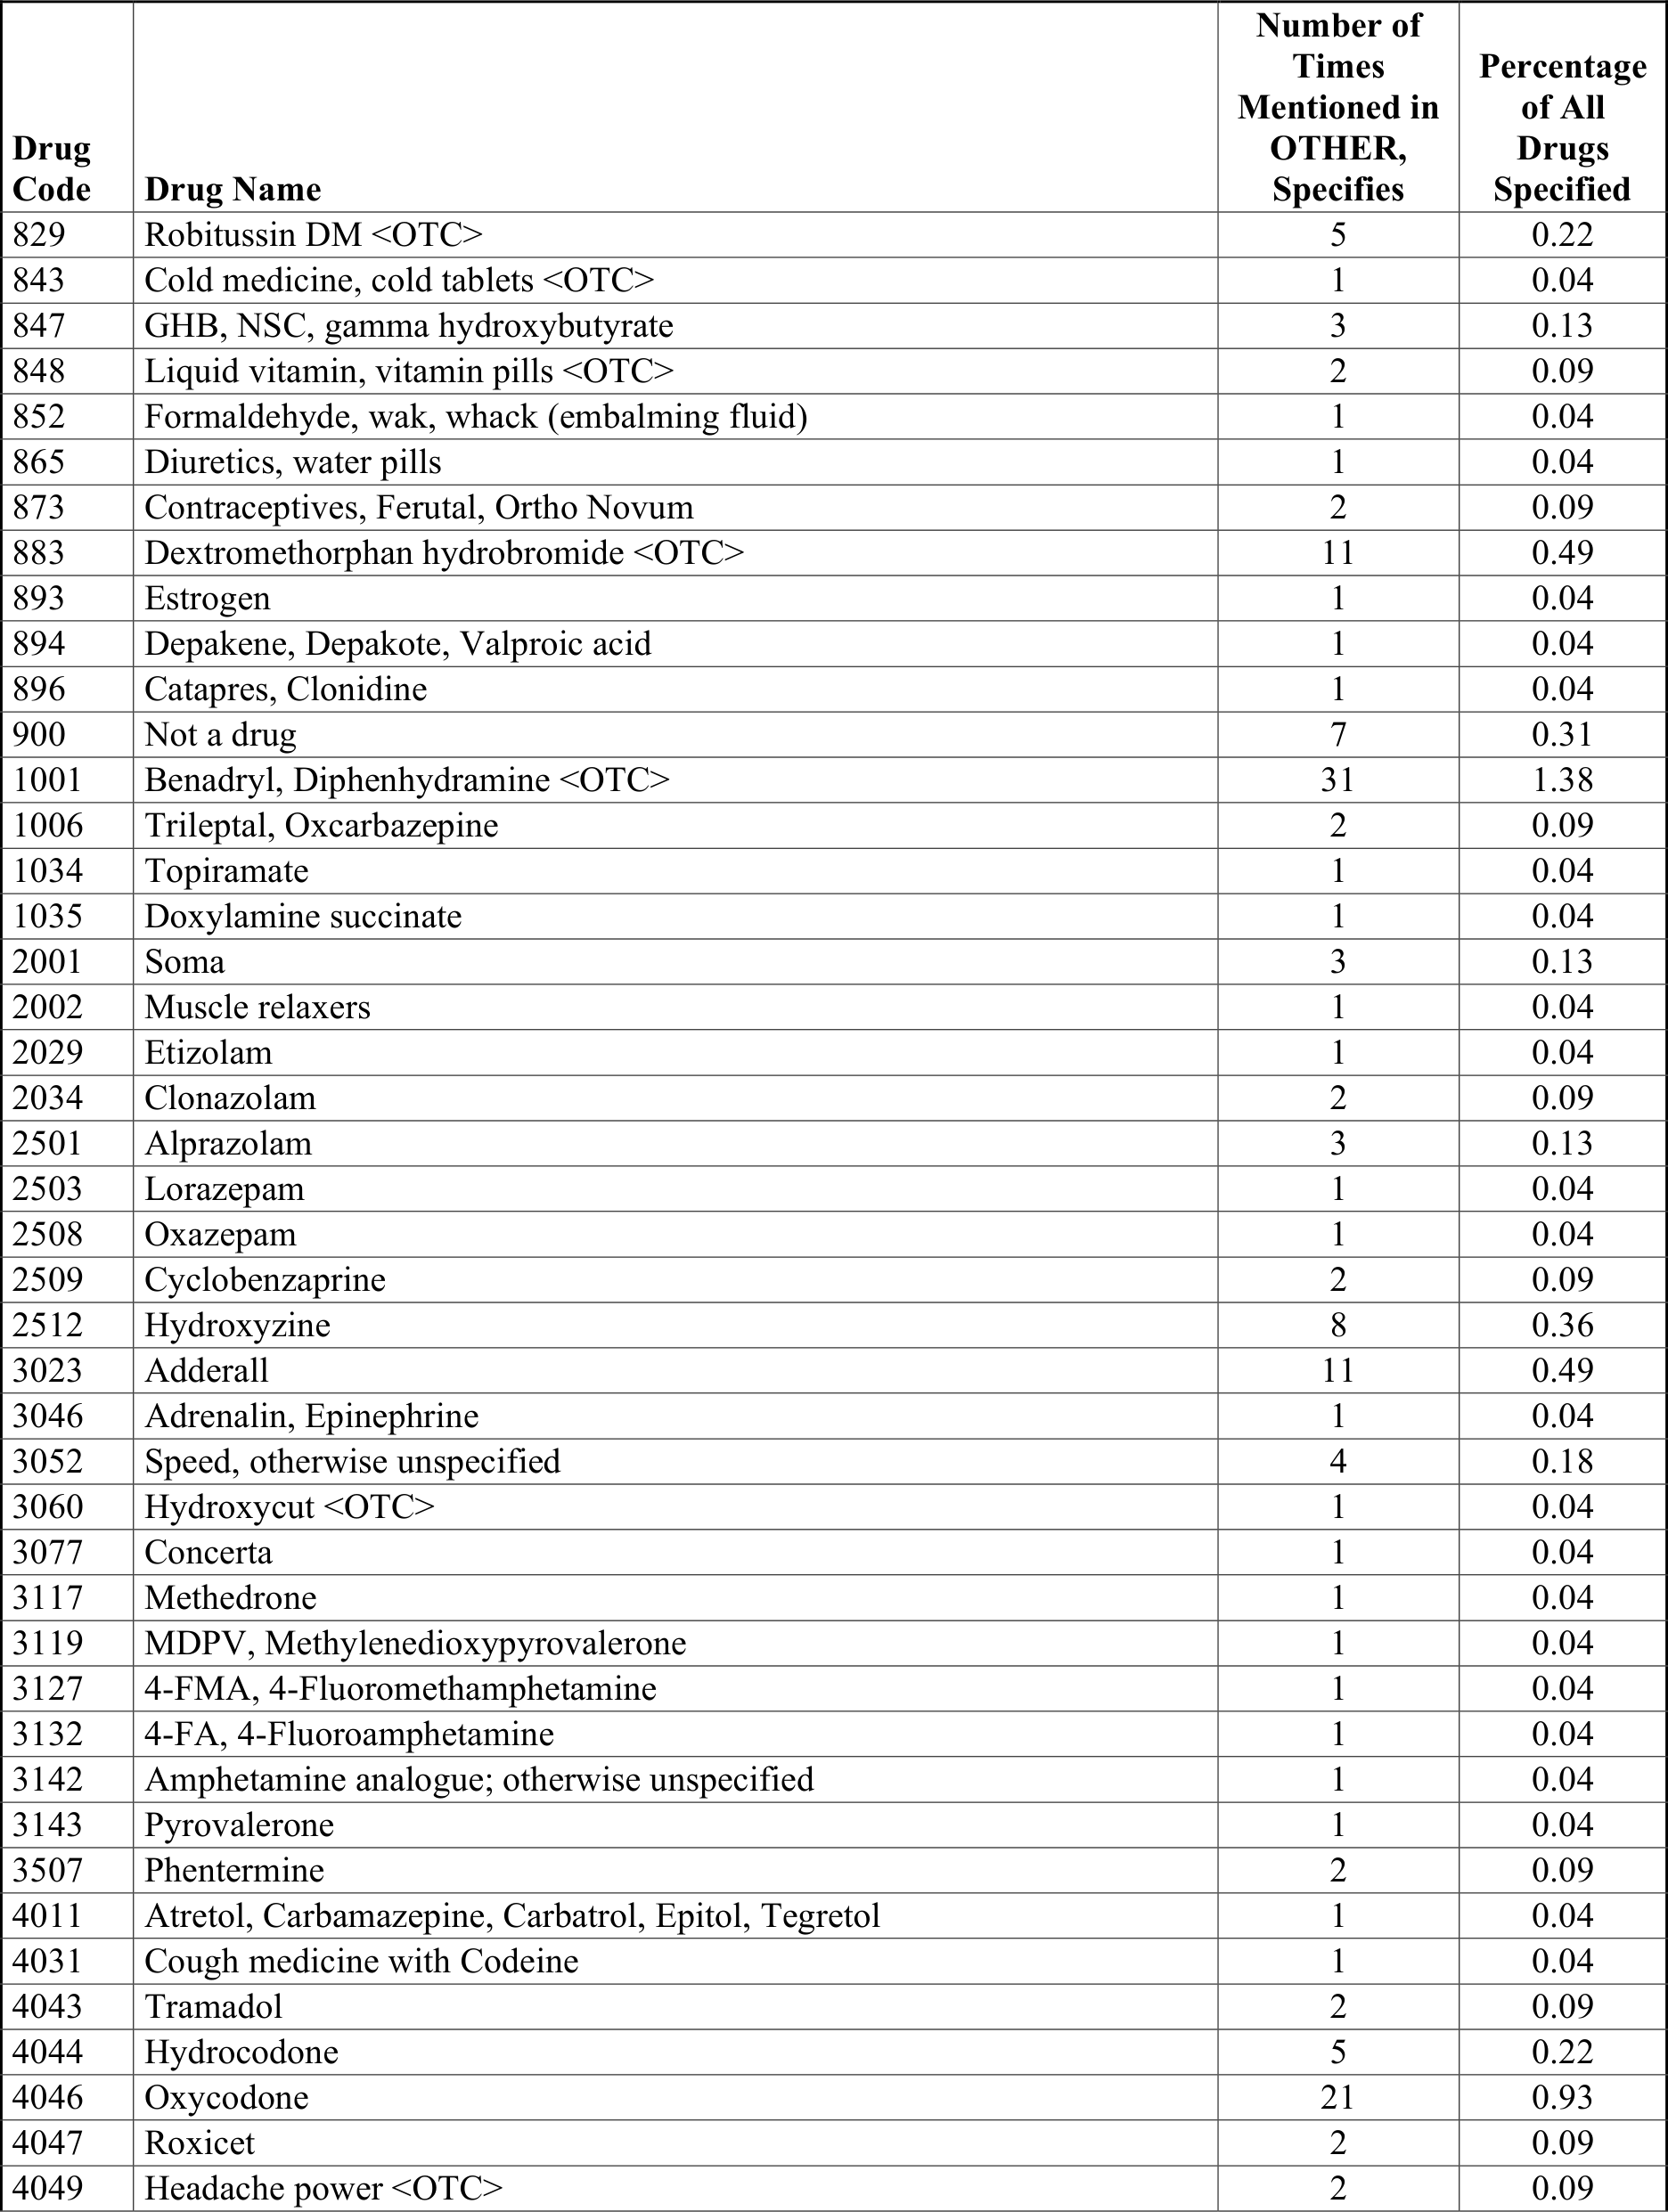 Drug Code | Drug Name | Number of Times Mentioned in OTHER, Specifies | Percentage of All Drugs Specified
829 | Robitussin DM <OTC> | 5 | 0.22
843 | Cold medicine, cold tablets <OTC> | 1 | 0.04
847 | GHB, NSC, gamma hydroxybutyrate | 3 | 0.13
848 | Liquid vitamin, vitamin pills <OTC> | 2 | 0.09
852 | Formaldehyde, wak, whack (embalming fluid) | 1 | 0.04
865 | Diuretics, water pills | 1 | 0.04
873 | Contraceptives, Ferutal, Ortho Novum | 2 | 0.09
883 | Dextromethorphan hydrobromide <OTC> | 11 | 0.49
893 | Estrogen | 1 | 0.04
894 | Depakene, Depakote, Valproic acid | 1 | 0.04
896 | Catapres, Clonidine | 1 | 0.04
900 | Not a drug | 7 | 0.31
1001 | Benadryl, Diphenhydramine <OTC> | 31 | 1.38
1006 | Trileptal, Oxcarbazepine | 2 | 0.09
1034 | Topiramate | 1 | 0.04
1035 | Doxylamine succinate | 1 | 0.04
2001 | Soma | 3 | 0.13
2002 | Muscle relaxers | 1 | 0.04
2029 | Etizolam | 1 | 0.04
2034 | Clonazolam | 2 | 0.09
2501 | Alprazolam | 3 | 0.13
2503 | Lorazepam | 1 | 0.04
2508 | Oxazepam | 1 | 0.04
2509 | Cyclobenzaprine | 2 | 0.09
2512 | Hydroxyzine | 8 | 0.36
3023 | Adderall | 11 | 0.49
3046 | Adrenalin, Epinephrine | 1 | 0.04
3052 | Speed, otherwise unspecified | 4 | 0.18
3060 | Hydroxycut <OTC> | 1 | 0.04
3077 | Concerta | 1 | 0.04
3117 | Methedrone | 1 | 0.04
3119 | MDPV, Methylenedioxypyrovalerone | 1 | 0.04
3127 | 4-FMA, 4-Fluoromethamphetamine | 1 | 0.04
3132 | 4-FA, 4-Fluoroamphetamine | 1 | 0.04
3142 | Amphetamine analogue; otherwise unspecified | 1 | 0.04
3143 | Pyrovalerone | 1 | 0.04
3507 | Phentermine | 2 | 0.09
4011 | Atretol, Carbamazepine, Carbatrol, Epitol, Tegretol | 1 | 0.04
4031 | Cough medicine with Codeine | 1 | 0.04
4043 | Tramadol | 2 | 0.09
4044 | Hydrocodone | 5 | 0.22
4046 | Oxycodone | 21 | 0.93
4047 | Roxicet | 2 | 0.09
4049 | Headache power <OTC> | 2 | 0.09